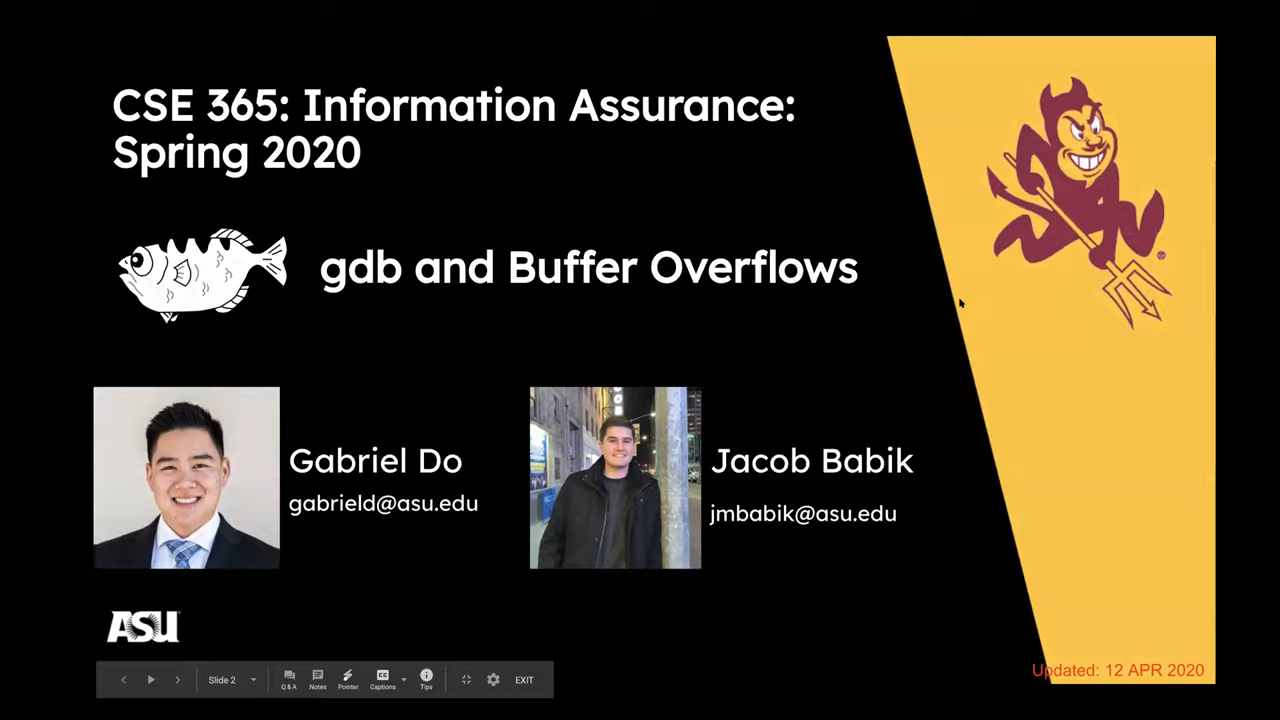 CSE 365: Information Assurance:
Spring 2020
gdb and Buffer Overflows
Gabriel Do
gabrield@asu.edu
Jacob Babik
jmbabik@asu.edu
ASU
Updated: 12 APR 2020
Slide 2
Q & A
Notes
Pointer
CC
Captions
Tips
EXIT